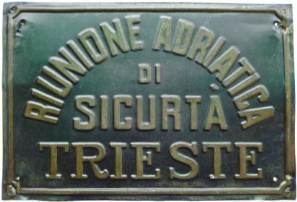 RIUNIONE ADRIATICA
DI
SICURTÀ
TRIESTE